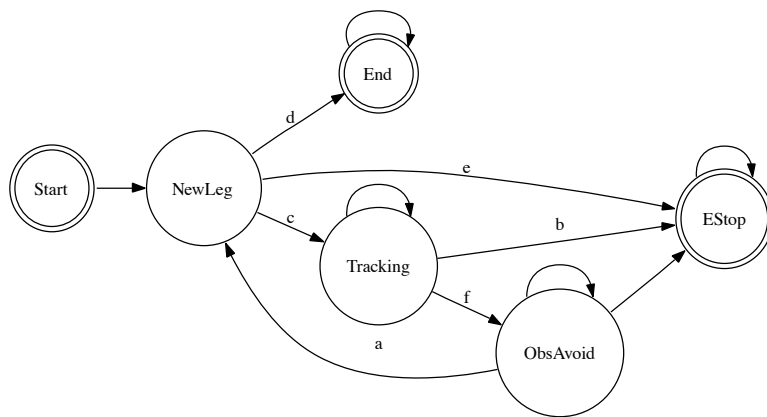 End
d
Start
NewLeg
e
EStop
c
b
Tracking
f
ObsAvoid
a